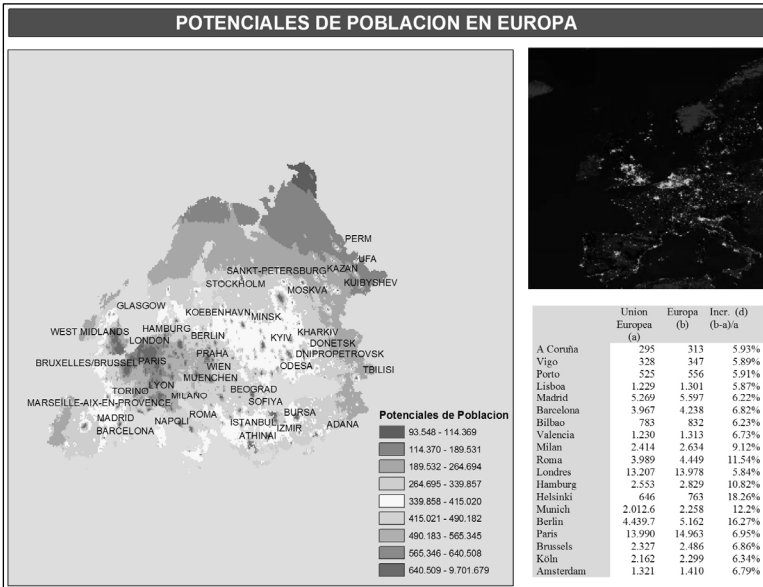 POTENCIALES DE POBLACION EN EUROPA
PERM
UFA
SANKT-PETERSBURG KAZAN
STOCKHOLM
KUIBYSHEV
MOSKVA
GLASGOW
KOEBENHAVN MINSK
WEST MIDLANDS HAMBURG
LONDON BERLIN KYIV KHARKIV
DONETSK
BRUXELLES/BRUSSEL PARIS PRAHA DNIPROPETROVSK
WIEN ODESA TBILISI
MUENCHEN
LYON
TORINO MILANO BEOGRAD
MARSEILLE-AIX-EN-PROVENCE SOFIYA
MADRID ROMA BURSA
NAPOLI ISTANBUL ADANA
BARCELONA IZMIR
ATHINAI
Potenciales de Poblacion
93.548 - 114.369
114.370 - 189.531
189.532 - 264.694
264.695 - 339.857
339.858 - 415.020
415.021 - 490.182
490.183 - 565.345
565.346 - 640.508
640.509 - 9.701.679
Union Europa Incr. (d)
Europea (b) (b-a)/a
(a)
A Coruña 295 313 5.93%
Vigo 328 347 5.89%
Porto 525 556 5.91%
Lisboa 1.229 1.301 5.87%
Madrid 5.269 5.597 6.22%
Barcelona 3.967 4.238 6.82%
Bilbao 783 832 6.23%
Valencia 1.230 1.313 6.73%
Milan 2.414 2.634 9.12%
Roma 3.989 4.449 11.54%
Londres 13.207 13.978 5.84%
Hamburg 2.553 2.829 10.82%
Helsinki 646 763 18.26%
Munich 2.012.6 2.258 12.2%
Berlin 4.439.7 5.162 16.27%
Paris 13.990 14.963 6.95%
Brussels 2.327 2.486 6.86%
Köln 2.162 2.299 6.34%
Amsterdam 1.321 1.410 6.79%